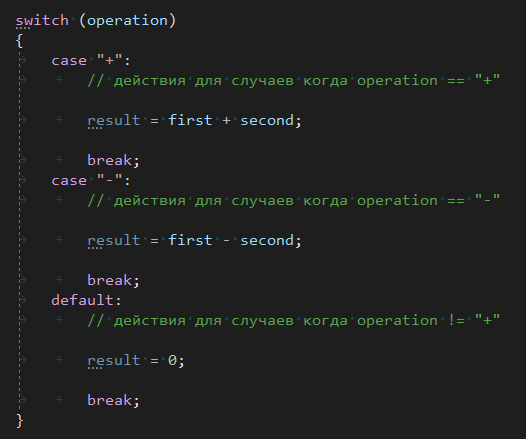 switch (operation)
{
case "+":
// действия для случаев когда operation == "+"
result = first + second;
break;
case "-":
// действия для случаев когда operation == "-"
result = first - second;
break;
default:
// действия для случаев когда operation != "+"
result = 0;
break;
}